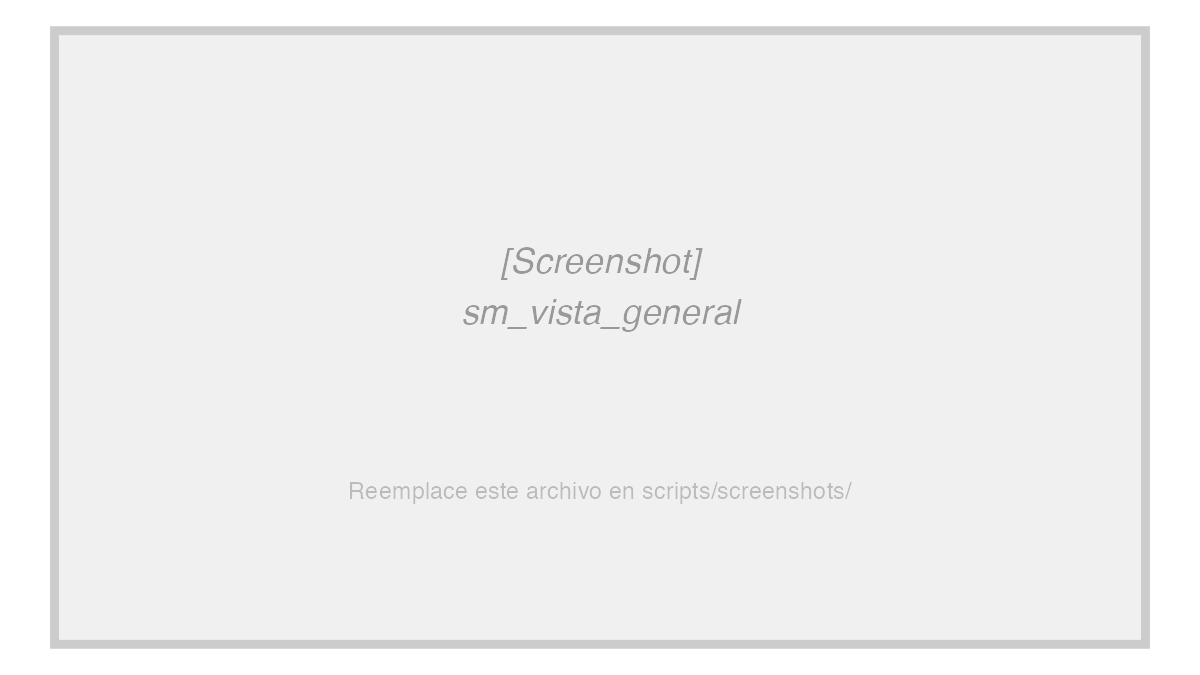 [Screenshot]
sm_vista_general
Reemplace este archivo en scripts/screenshots/